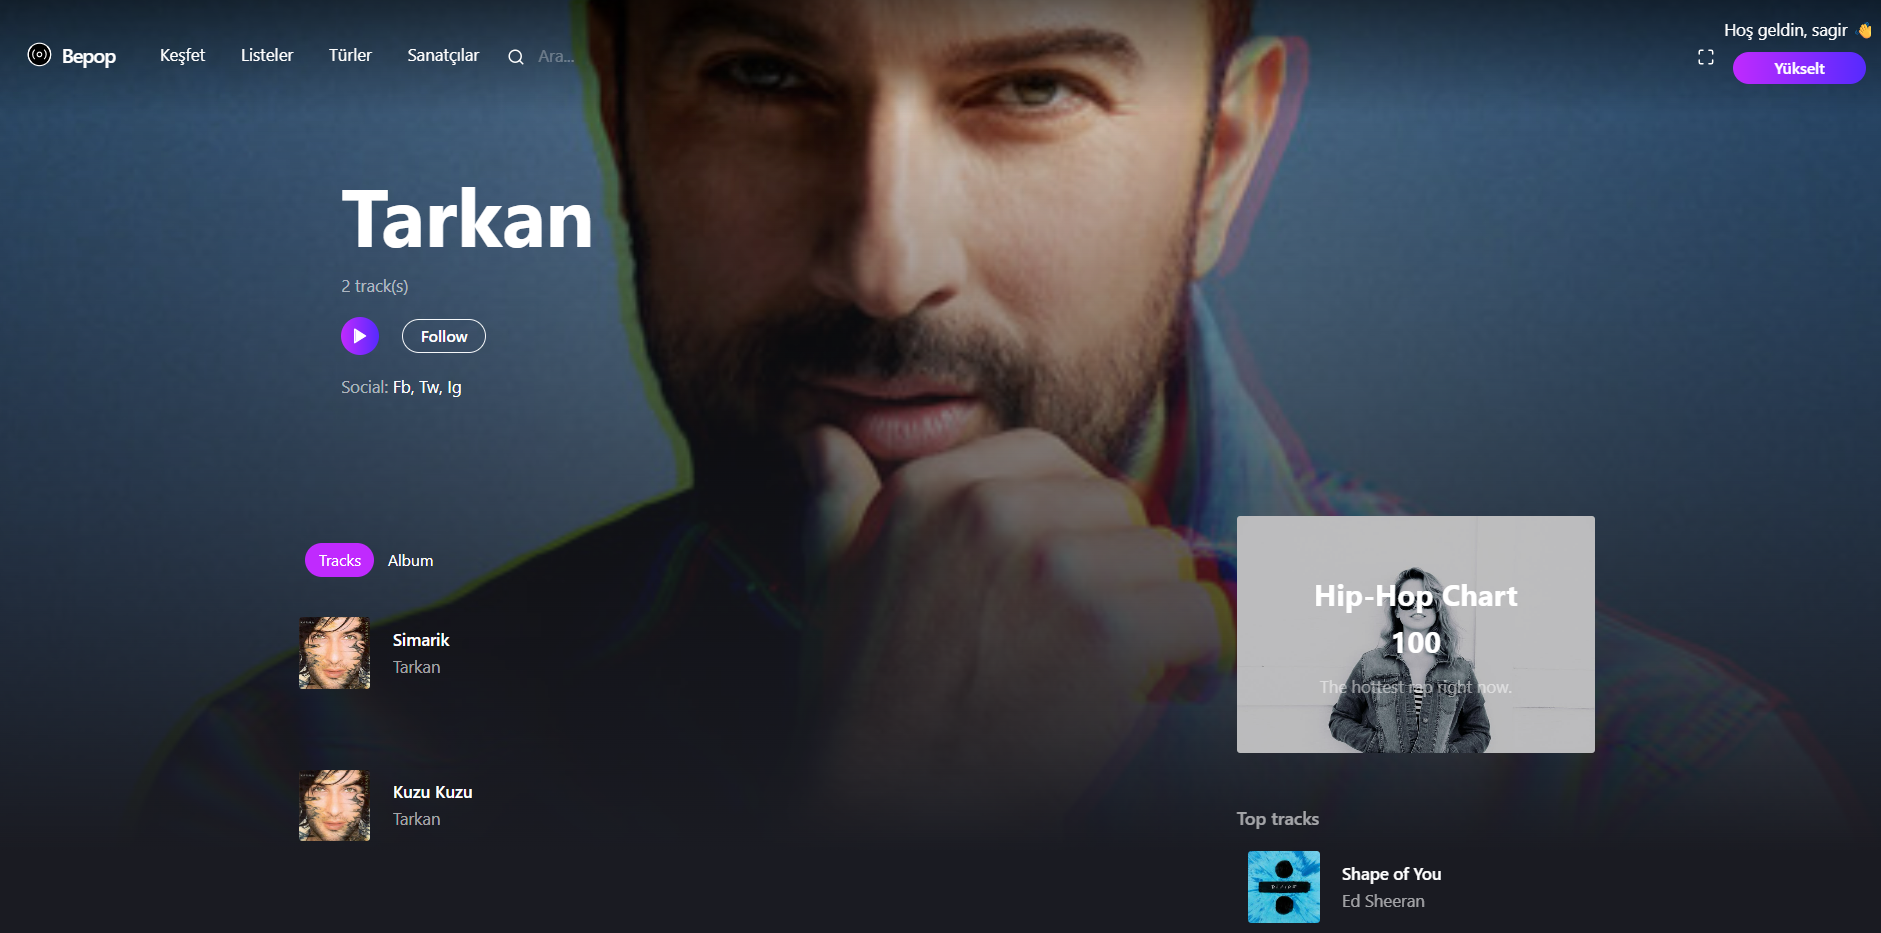 Bepop
Keşfet
Listeler
Türler
Sanatçılar
Ara...
Hoş geldin, sagir 👋
Yükselt
Tarkan
2 track(s)
Follow
Social: Fb, Tw, Ig
Tracks
Album
Simarik
Tarkan
Kuzu Kuzu
Tarkan
Hip-Hop Chart
100
The hottest rap right now.
Top tracks
Shape of You
Ed Sheeran